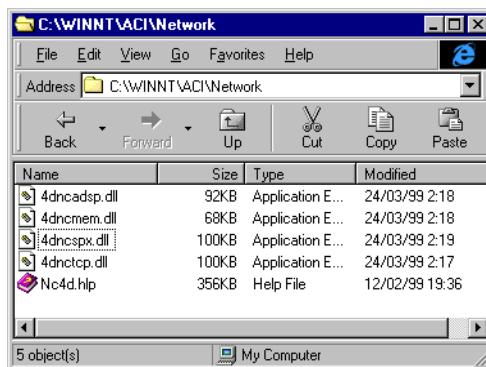 C:\WINNT\ACI\Network
File Edit View Go Favorites Help
Address C:\WINNT\ACI\Network
Back Forward Up Cut Copy Paste
Name Size Type Modified
4dncadsp.dll 92KB Application E... 24/03/99 2:18
4dncmem.dll 68KB Application E... 24/03/99 2:18
4dncspx.dll 100KB Application E... 24/03/99 2:19
4dnctcp.dll 100KB Application E... 24/03/99 2:17
Nc4d.hlp 356KB Help File 12/02/99 19:36
5 object(s) My Computer